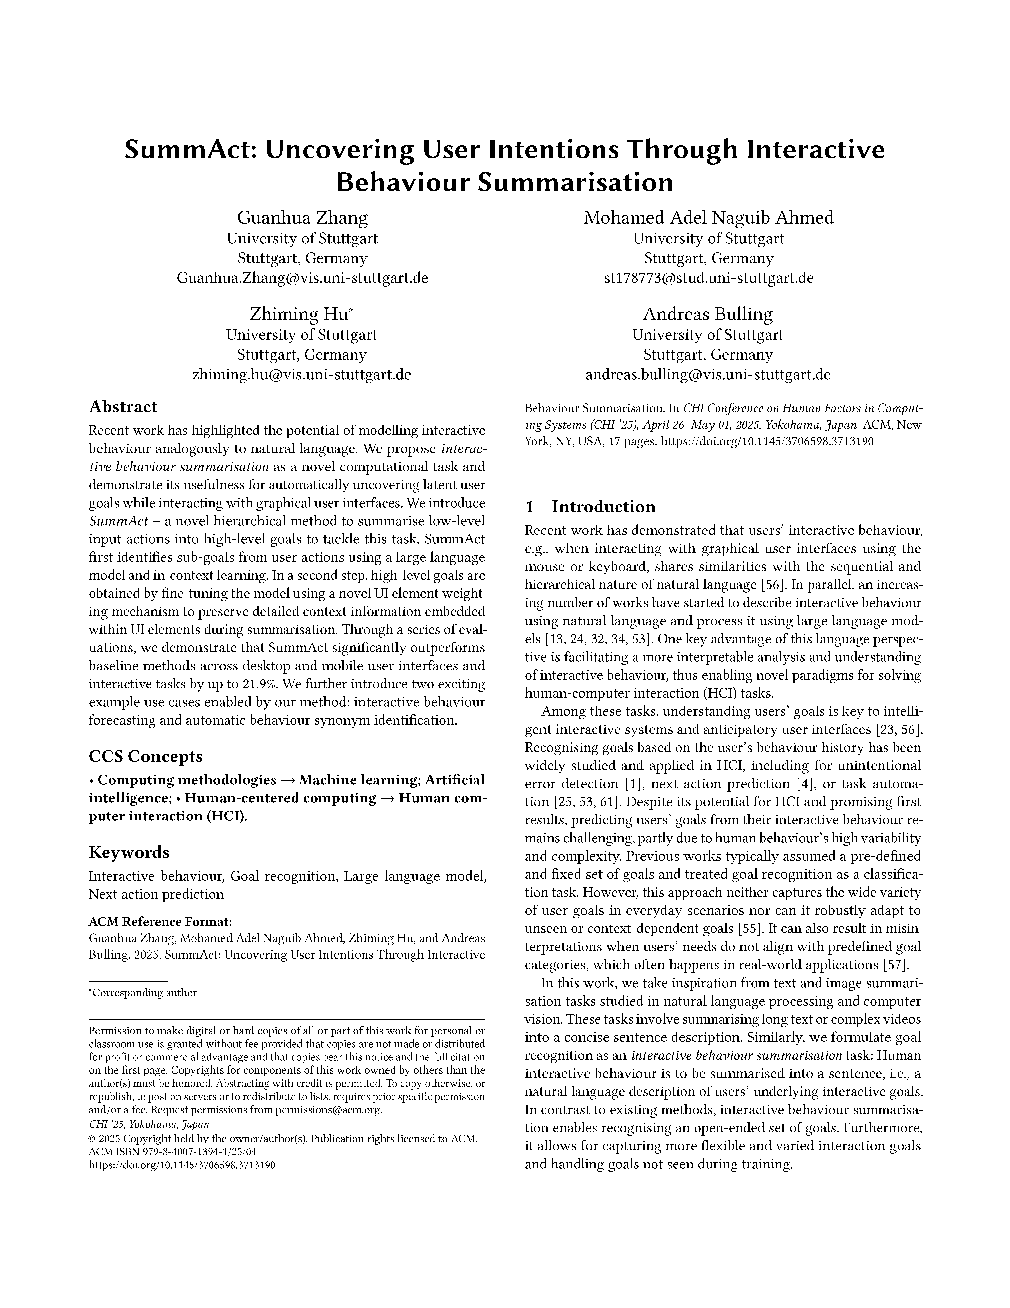 SummAct: Uncovering User Intentions Through Interactive
Behaviour Summarisation
Guanhua Zhang
University of Stuttgart
Stuttgart, Germany
Guanhua.Zhang@vis.uni-stuttgart.de
Mohamed Adel Naguib Ahmed
University of Stuttgart
Stuttgart, Germany
st178773@stud.uni-stuttgart.de
Zhiming Hu*
University of Stuttgart
Stuttgart, Germany
zhiming.hu@vis.uni-stuttgart.de
Andreas Bulling
University of Stuttgart
Stuttgart, Germany
andreas.bulling@vis.uni-stuttgart.de
Abstract
Recent work has highlighted the potential of modelling interactive
behaviour analogously to natural language. We propose interac-
tive behaviour summarisation as a novel computational task and
demonstrate its usefulness for automatically uncovering latent user
goals while interacting with graphical user interfaces. We introduce
SummAct – a novel hierarchical method to summarise low-level
input actions into high-level goals to tackle this task. SummAct
first identifies sub-goals from user actions using a large language
model and in-context learning. In a second step, high-level goals are
obtained by fine-tuning the model using a novel UI element weight-
ing mechanism to preserve detailed context information embedded
within UI elements during summarisation. Through a series of eval-
uations, we demonstrate that SummAct significantly outperforms
baseline methods across desktop and mobile user interfaces and
interactive tasks by up to 21.9%. We further introduce two exciting
example use cases enabled by our method: interactive behaviour
forecasting and automatic behaviour synonym identification.
CCS Concepts
• Computing methodologies → Machine learning; Artificial
intelligence; • Human-centered computing → Human com-
puter interaction (HCI).
Keywords
Interactive behaviour, Goal recognition, Large language model,
Next action prediction
ACM Reference Format:
Guanhua Zhang, Mohamed Adel Naguib Ahmed, Zhiming Hu, and Andreas
Bulling. 2025. SummAct: Uncovering User Intentions Through Interactive
*Corresponding author
Permission to make digital or hard copies of all or part of this work for personal or
classroom use is granted without fee provided that copies are not made or distributed
for profit or commercial advantage and that copies bear this notice and the full citation
on the first page. Copyrights for components of this work owned by others than the
author(s) must be honored. Abstracting with credit is permitted. To copy otherwise, or
republish, to post on servers or to redistribute to lists, requires prior specific permission
and/or a fee. Request permissions from permissions@acm.org.
CHI '25, Yokohama, Japan
© 2025 Copyright held by the owner/author(s). Publication rights licensed to ACM.
ACM ISBN 979-8-4007-1394-1/25/04
https://doi.org/10.1145/3706598.3713190
Behaviour Summarisation. In CHI Conference on Human Factors in Comput-
ing Systems (CHI '25), April 26–May 01, 2025, Yokohama, Japan. ACM, New
York, NY, USA, 17 pages. https://doi.org/10.1145/3706598.3713190
1 Introduction
Recent work has demonstrated that users' interactive behaviour,
e.g., when interacting with graphical user interfaces using the
mouse or keyboard, shares similarities with the sequential and
hierarchical nature of natural language [56]. In parallel, an increas-
ing number of works have started to describe interactive behaviour
using natural language and process it using large language mod-
els [13, 24, 32, 34, 53]. One key advantage of this language perspec-
tive is facilitating a more interpretable analysis and understanding
of interactive behaviour, thus enabling novel paradigms for solving
human-computer interaction (HCI) tasks.
Among these tasks, understanding users' goals is key to intelli-
gent interactive systems and anticipatory user interfaces [23, 56].
Recognising goals based on the user's behaviour history has been
widely studied and applied in HCI, including for unintentional
error detection [1], next action prediction [4], or task automa-
tion [25, 53, 61]. Despite its potential for HCI and promising first
results, predicting users' goals from their interactive behaviour re-
mains challenging, partly due to human behaviour's high variability
and complexity. Previous works typically assumed a pre-defined
and fixed set of goals and treated goal recognition as a classifica-
tion task. However, this approach neither captures the wide variety
of user goals in everyday scenarios nor can it robustly adapt to
unseen or context-dependent goals [55]. It can also result in misin-
terpretations when users' needs do not align with predefined goal
categories, which often happens in real-world applications [57].
In this work, we take inspiration from text and image summari-
sation tasks studied in natural language processing and computer
vision. These tasks involve summarising long text or complex videos
into a concise sentence description. Similarly, we formulate goal
recognition as an interactive behaviour summarisation task: Human
interactive behaviour is to be summarised into a sentence, i.e., a
natural language description of users' underlying interactive goals.
In contrast to existing methods, interactive behaviour summarisa-
tion enables recognising an open-ended set of goals. Furthermore,
it allows for capturing more flexible and varied interaction goals
and handling goals not seen during training.